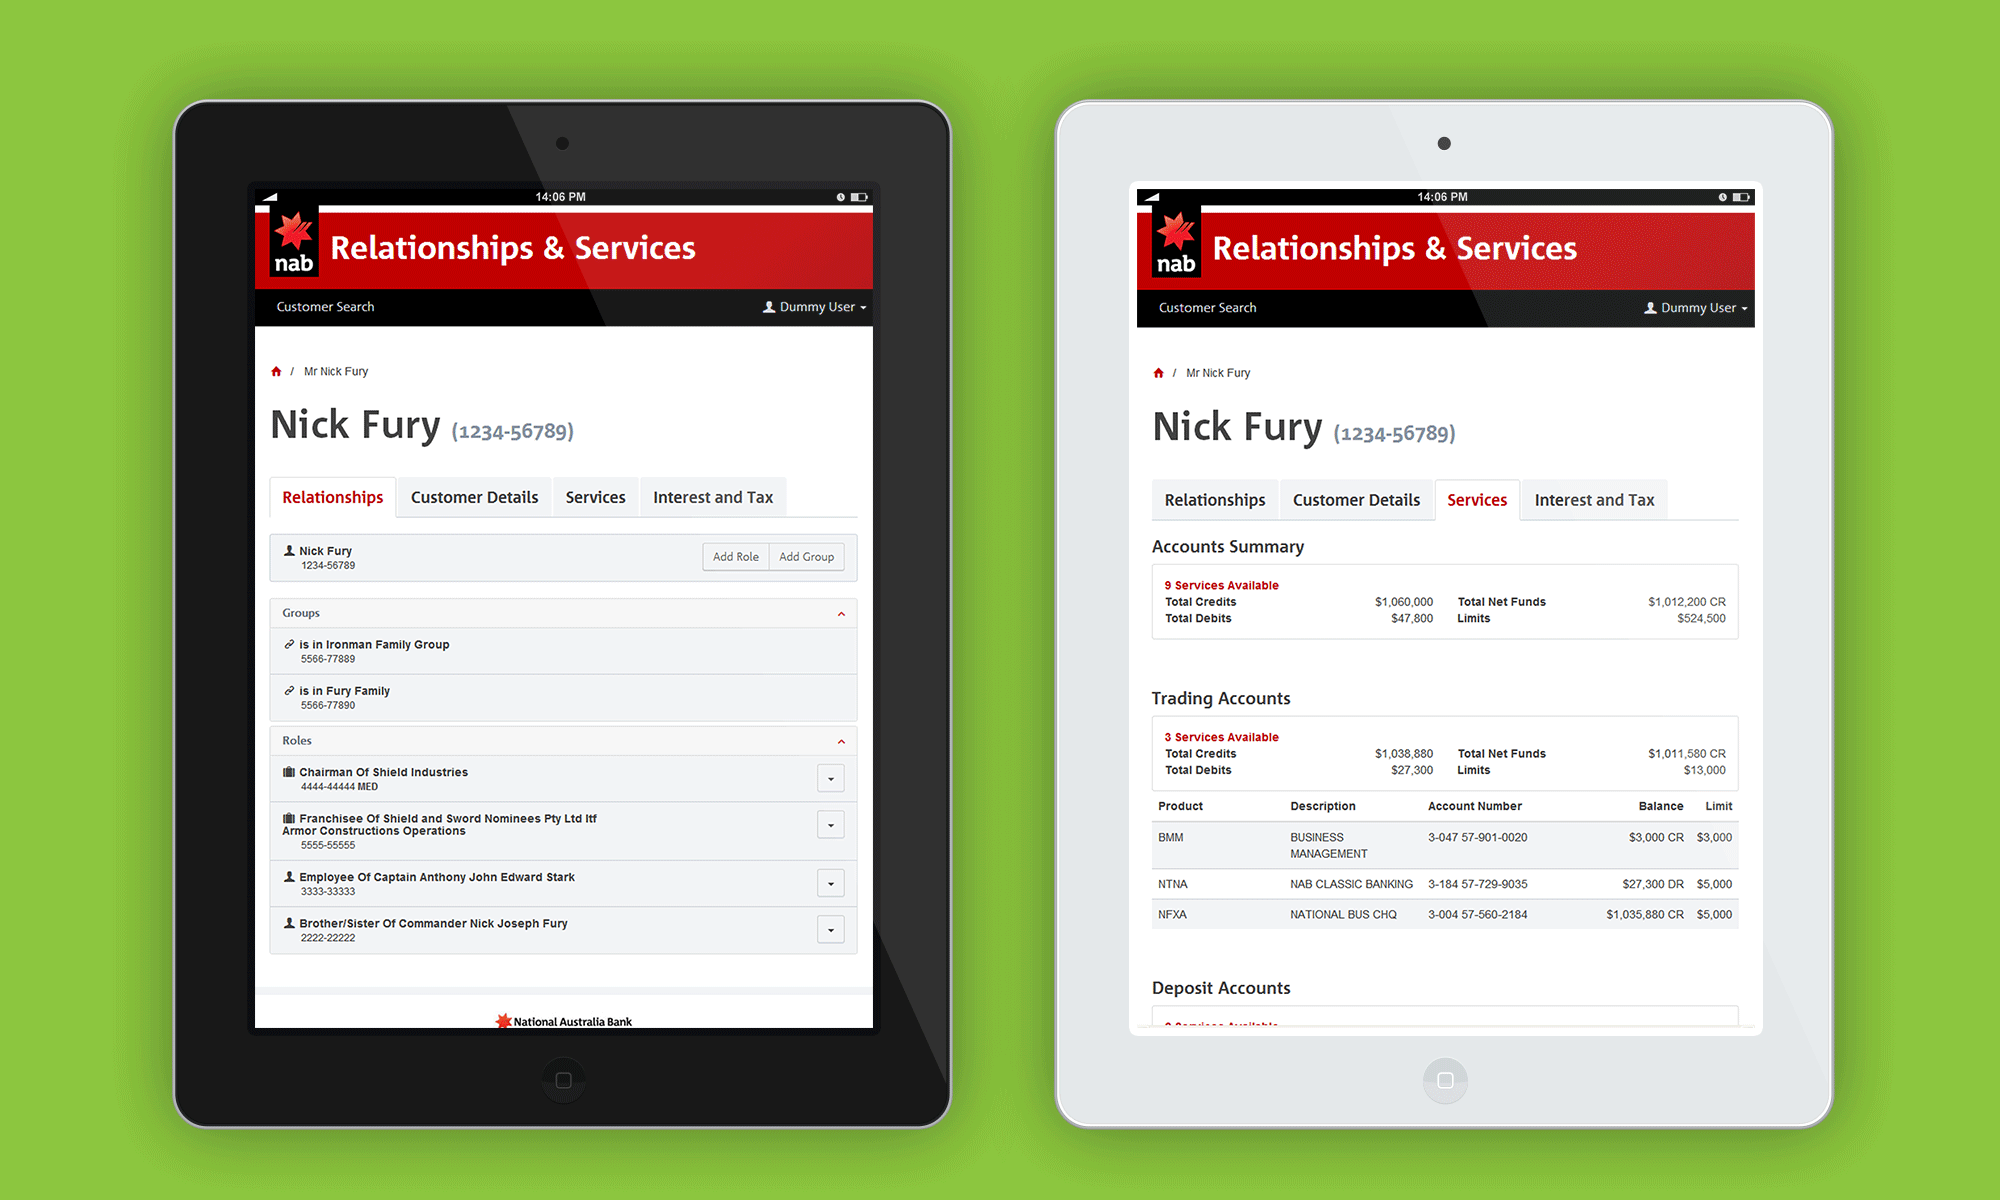 14:06 PM
nab
Relationships & Services
Customer Search
Dummy User
/ Mr Nick Fury
Nick Fury (1234-56789)
Relationships Customer Details Services Interest and Tax
Nick Fury
1234-56789
Add Role Add Group
Groups
is in Ironman Family Group
5566-77889
is in Fury Family
5566-77890
Roles
Chairman Of Shield Industries
4444-44444 MED
Franchisee Of Shield and Sword Nominees Pty Ltd Itf
Armor Constructions Operations
5555-55555
Employee Of Captain Anthony John Edward Stark
3333-33333
Brother/Sister Of Commander Nick Joseph Fury
2222-22222
National Australia Bank
14:06 PM
nab
Relationships & Services
Customer Search
Dummy User
/ Mr Nick Fury
Nick Fury (1234-56789)
Relationships Customer Details Services Interest and Tax
Accounts Summary
9 Services Available
Total Credits $1,060,000 Total Net Funds $1,012,200 CR
Total Debits $47,800 Limits $524,500
Trading Accounts
3 Services Available
Total Credits $1,038,880 Total Net Funds $1,011,580 CR
Total Debits $27,300 Limits $13,000
Product Description Account Number Balance Limit
BMM BUSINESS 3-047 57-901-0020 $3,000 CR $3,000
MANAGEMENT
NTNA NAB CLASSIC BANKING 3-184 57-729-9035 $27,300 DR $5,000
NFXA NATIONAL BUS CHQ 3-004 57-560-2184 $1,035,880 CR $5,000
Deposit Accounts
Services Available